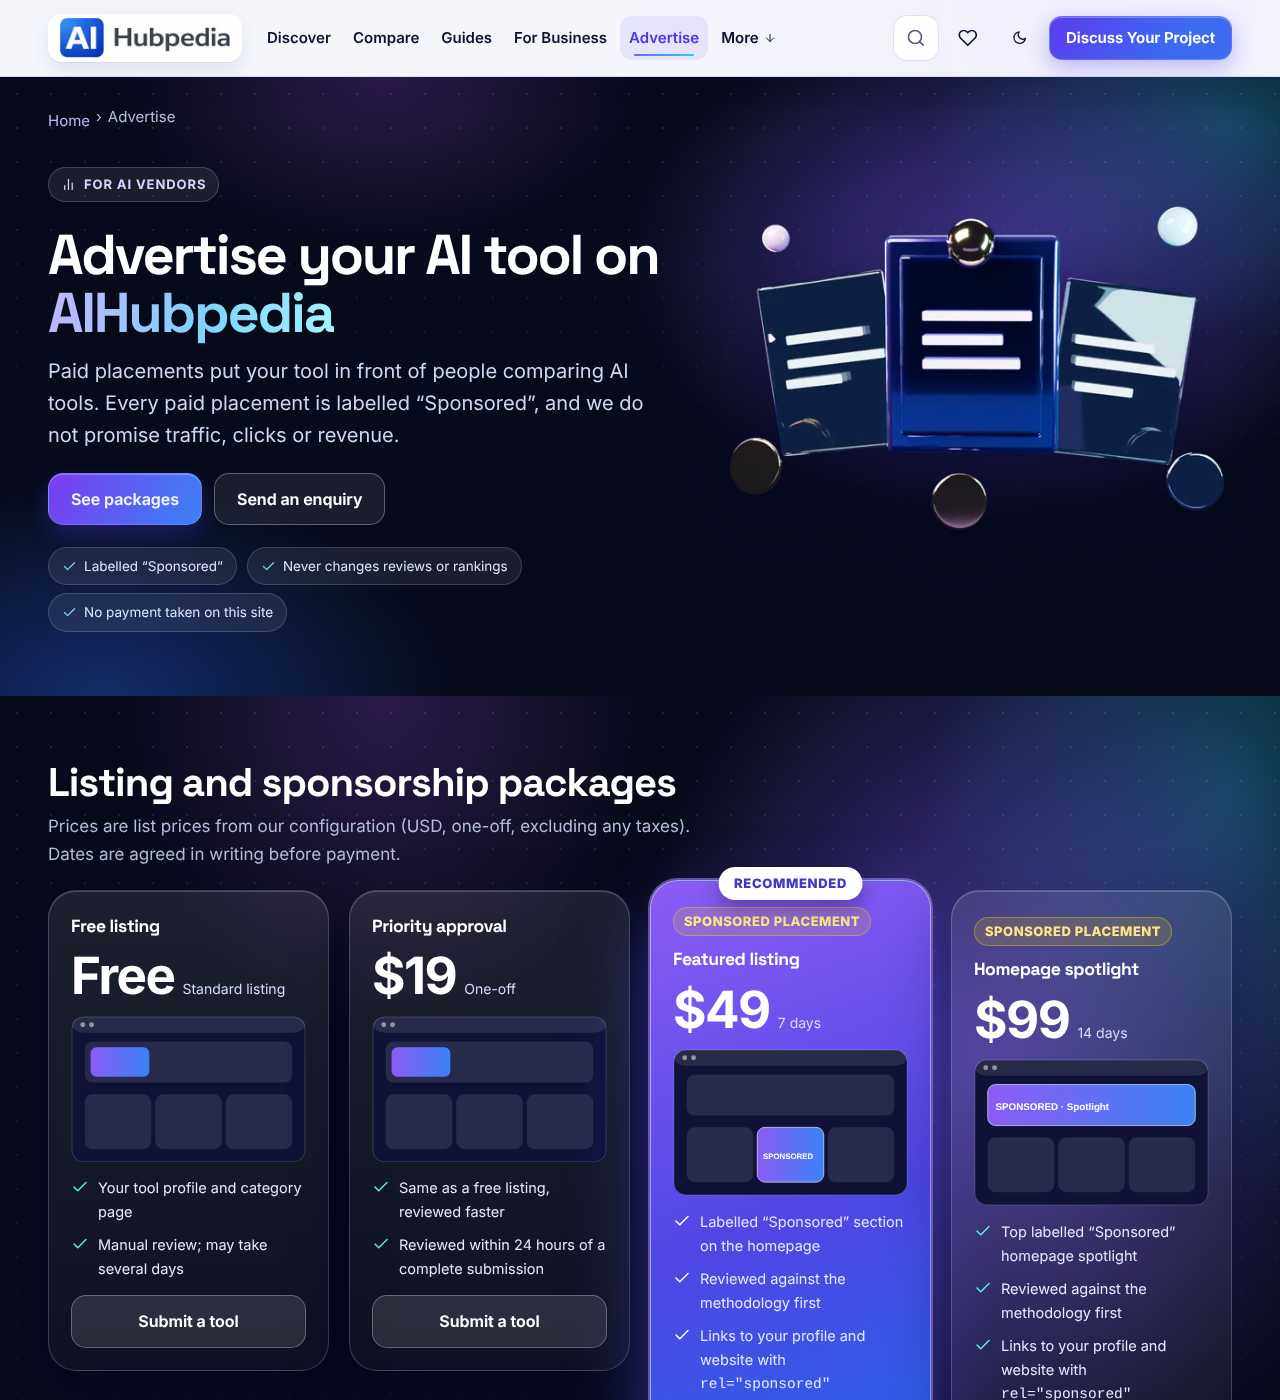 AI Hubpedia
Discover
Compare
Guides
For Business
Advertise
More ↓
Discuss Your Project
Home › Advertise
FOR AI VENDORS
Advertise your AI tool on
AIHubpedia
Paid placements put your tool in front of people comparing AI
tools. Every paid placement is labelled “Sponsored”, and we do
not promise traffic, clicks or revenue.
See packages
Send an enquiry
Labelled “Sponsored”
Never changes reviews or rankings
No payment taken on this site
Listing and sponsorship packages
Prices are list prices from our configuration (USD, one-off, excluding any taxes).
Dates are agreed in writing before payment.
Free listing
Free Standard listing
Your tool profile and category
page
Manual review; may take
several days
Submit a tool
Priority approval
$19 One-off
Same as a free listing,
reviewed faster
Reviewed within 24 hours of a
complete submission
Submit a tool
RECOMMENDED
SPONSORED PLACEMENT
Featured listing
$49 7 days
SPONSORED
Labelled “Sponsored” section
on the homepage
Reviewed against the
methodology first
Links to your profile and
website with
rel="sponsored"
SPONSORED PLACEMENT
Homepage spotlight
$99 14 days
SPONSORED · Spotlight
Top labelled “Sponsored”
homepage spotlight
Reviewed against the
methodology first
Links to your profile and
website with
rel="sponsored"